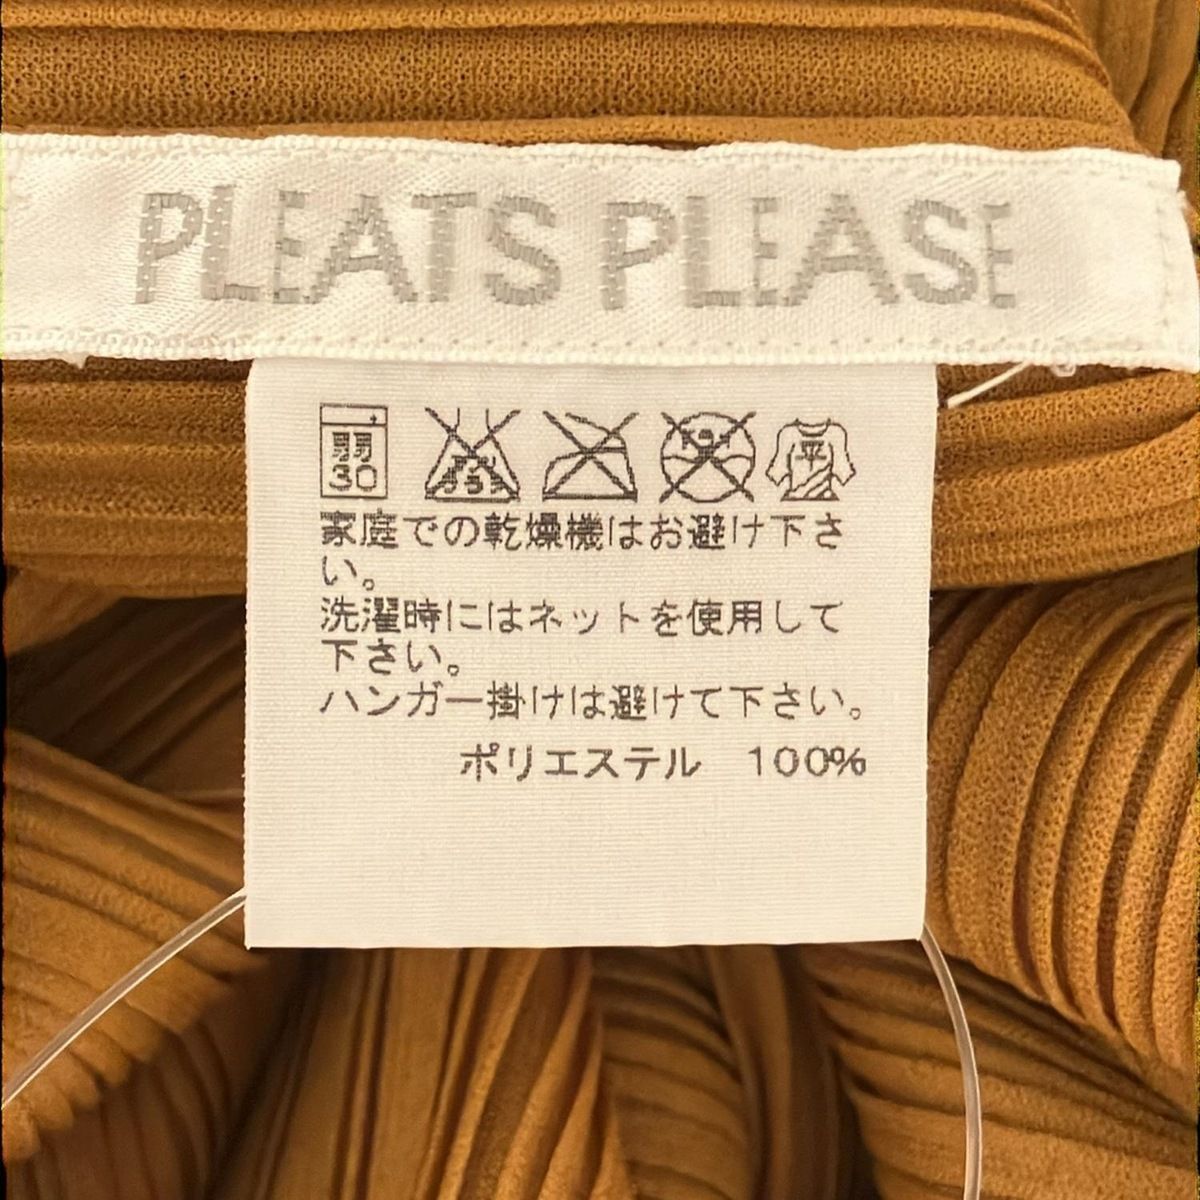 PLEATS PLEASE
弱
30
平
家庭での乾燥機はお避け下さ
い。
洗濯時にはネットを使用して
下さい。
ハンガー掛けは避けて下さい。
ポリエステル 100%